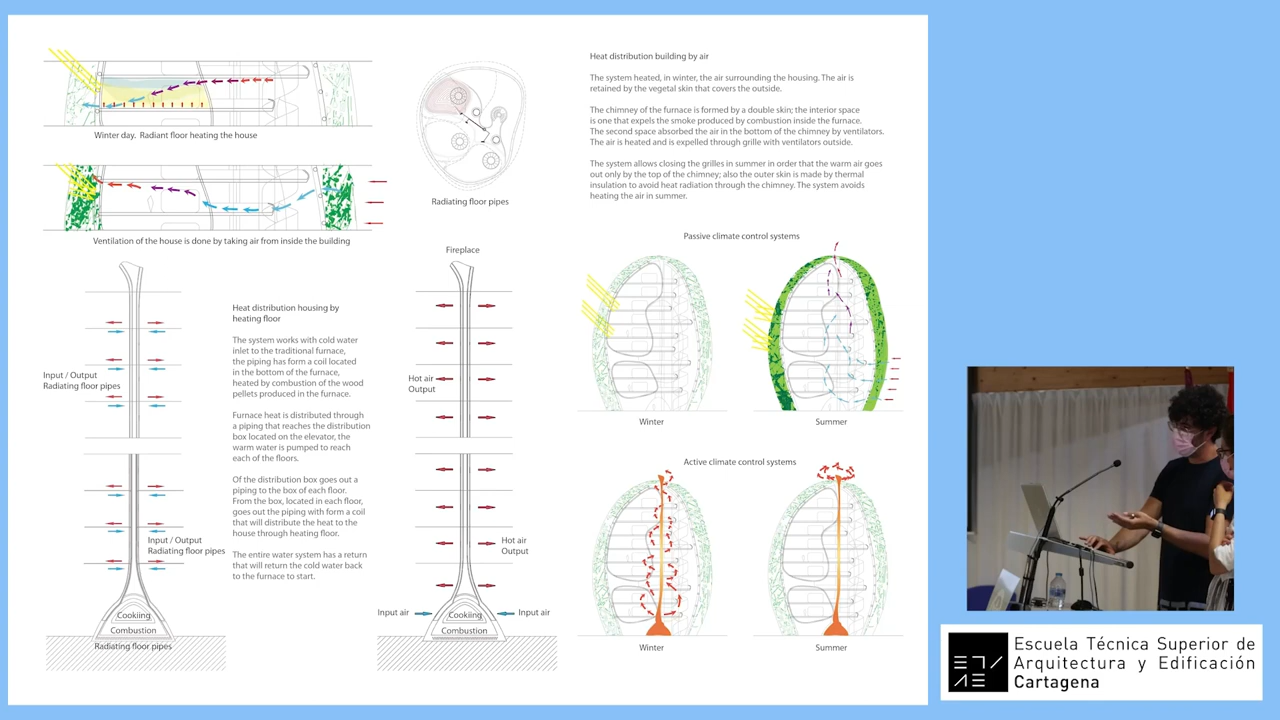 Winter day. Radiant floor heating the house
Ventilation of the house is done by taking air from inside the building
Radiating floor pipes
Heat distribution building by air
The system heated, in winter, the air surrounding the housing. The air is
retained by the vegetal skin that covers the outside.
The chimney of the furnace is formed by a double skin; the interior space
is one that expels the smoke produced by combustion inside the furnace.
The second space absorbed the air in the bottom of the chimney by ventilators.
The air is heated and is expelled through grille with ventilators outside.
The system allows closing the grilles in summer in order that the warm air goes
out only by the top of the chimney; also the outer skin is made by thermal
insulation to avoid heat radiation through the chimney. The system avoids
heating the air in summer.
Input / Output
Radiating floor pipes
Input / Output
Radiating floor pipes
Cookiing
Combustion
Radiating floor pipes
Heat distribution housing by
heating floor
The system works with cold water
inlet to the traditional furnace,
the piping has form a coil located
in the bottom of the furnace,
heated by combustion of the wood
pellets produced in the furnace.
Furnace heat is distributed through
a piping that reaches the distribution
box located on the elevator, the
warm water is pumped to reach
each of the floors.
Of the distribution box goes out a
piping to the box of each floor.
From the box, located in each floor,
goes out the piping with form a coil
that will distribute the heat to the
house through heating floor.
The entire water system has a return
that will return the cold water back
to the furnace to start.
Fireplace
Hot air
Output
Hot air
Output
Input air
Input air
Cookiing
Combustion
Passive climate control systems
Winter
Summer
Active climate control systems
Winter
Summer
Escuela Técnica Superior de
Arquitectura y Edificación
Cartagena